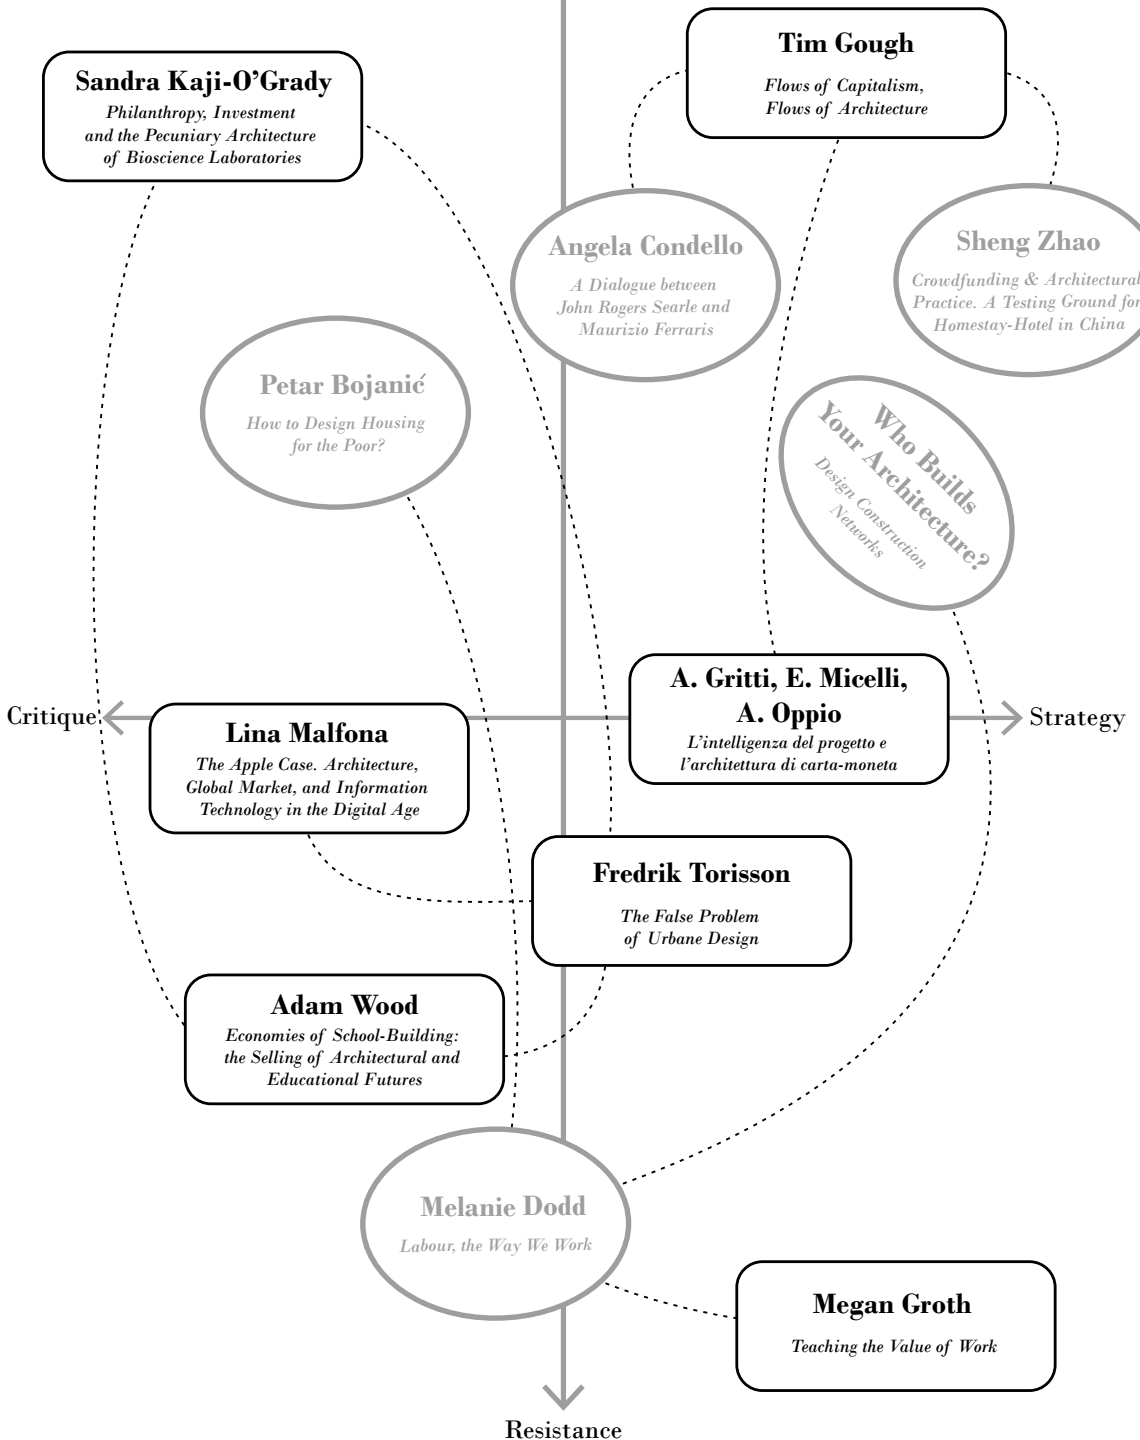 Tim Gough
Flows of Capitalism,
Flows of Architecture
Sandra Kaji-O’Grady
Philanthropy, Investment
and the Pecuniary Architecture
of Bioscience Laboratories
Angela Condello
A Dialogue between
John Rogers Searle and
Maurizio Ferraris
Sheng Zhao
Crowdfunding & Architectural
Practice. A Testing Ground for
Homestay-Hotel in China
Petar Bojanić
How to Design Housing
for the Poor?
Who Builds
Your Architecture?
Design Construction
Networks
A. Gritti, E. Micelli,
A. Oppio
L’intelligenza del progetto e
l’architettura di carta-moneta
Critique
Strategy
Lina Malfona
The Apple Case. Architecture,
Global Market, and Information
Technology in the Digital Age
Fredrik Torisson
The False Problem
of Urbane Design
Adam Wood
Economies of School-Building:
the Selling of Architectural and
Educational Futures
Melanie Dodd
Labour, the Way We Work
Megan Groth
Teaching the Value of Work
Resistance